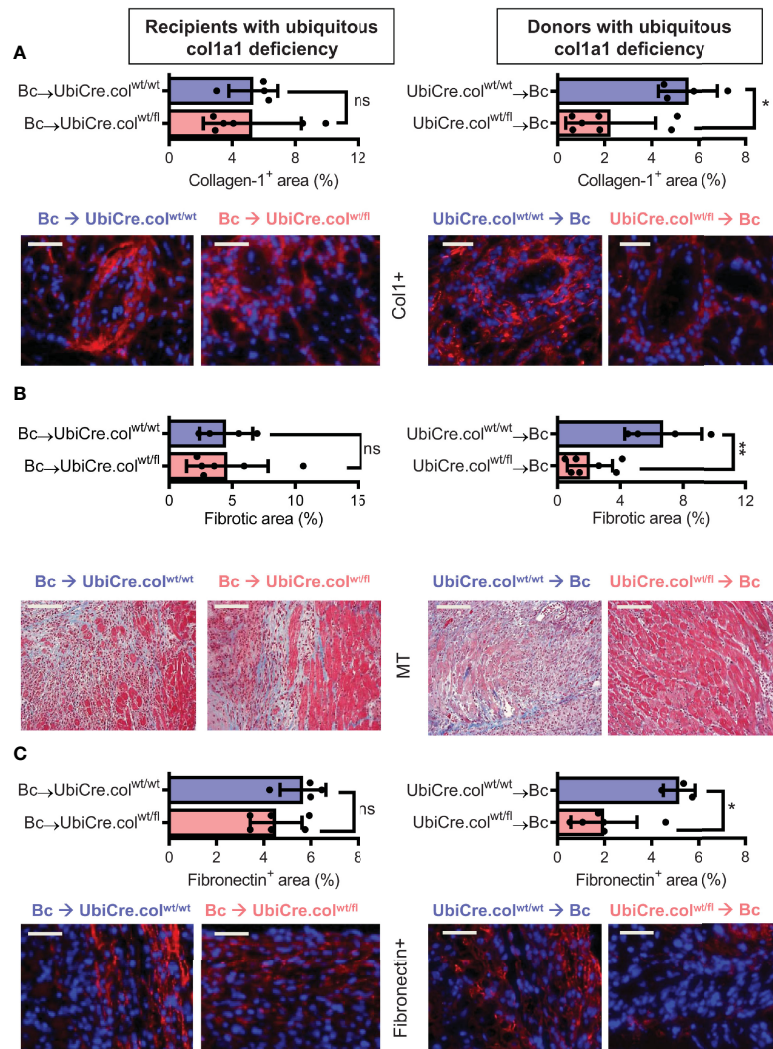 Recipients with ubiquitous
col1a1 deficiency
Donors with ubiquitous
col1a1 deficiency
A
Bc→UbiCre.col^wt/wt
Bc→UbiCre.col^wt/fl
ns
0 4 8 12
Collagen-1+ area (%)
UbiCre.col^wt/wt→Bc
UbiCre.col^wt/fl→Bc
*
0 2 4 6 8
Collagen-1+ area (%)
Bc → UbiCre.col^wt/wt
Bc → UbiCre.col^wt/fl
UbiCre.col^wt/wt → Bc
UbiCre.col^wt/fl → Bc
Col1+
B
Bc→UbiCre.col^wt/wt
Bc→UbiCre.col^wt/fl
ns
0 5 10 15
Fibrotic area (%)
UbiCre.col^wt/wt→Bc
UbiCre.col^wt/fl→Bc
**
0 4 8 12
Fibrotic area (%)
Bc → UbiCre.col^wt/wt
Bc → UbiCre.col^wt/fl
UbiCre.col^wt/wt → Bc
UbiCre.col^wt/fl → Bc
MT
C
Bc→UbiCre.col^wt/wt
Bc→UbiCre.col^wt/fl
ns
0 2 4 6 8
Fibronectin+ area (%)
UbiCre.col^wt/wt→Bc
UbiCre.col^wt/fl→Bc
*
0 2 4 6 8
Fibronectin+ area (%)
Bc → UbiCre.col^wt/wt
Bc → UbiCre.col^wt/fl
UbiCre.col^wt/wt → Bc
UbiCre.col^wt/fl → Bc
Fibronectin+